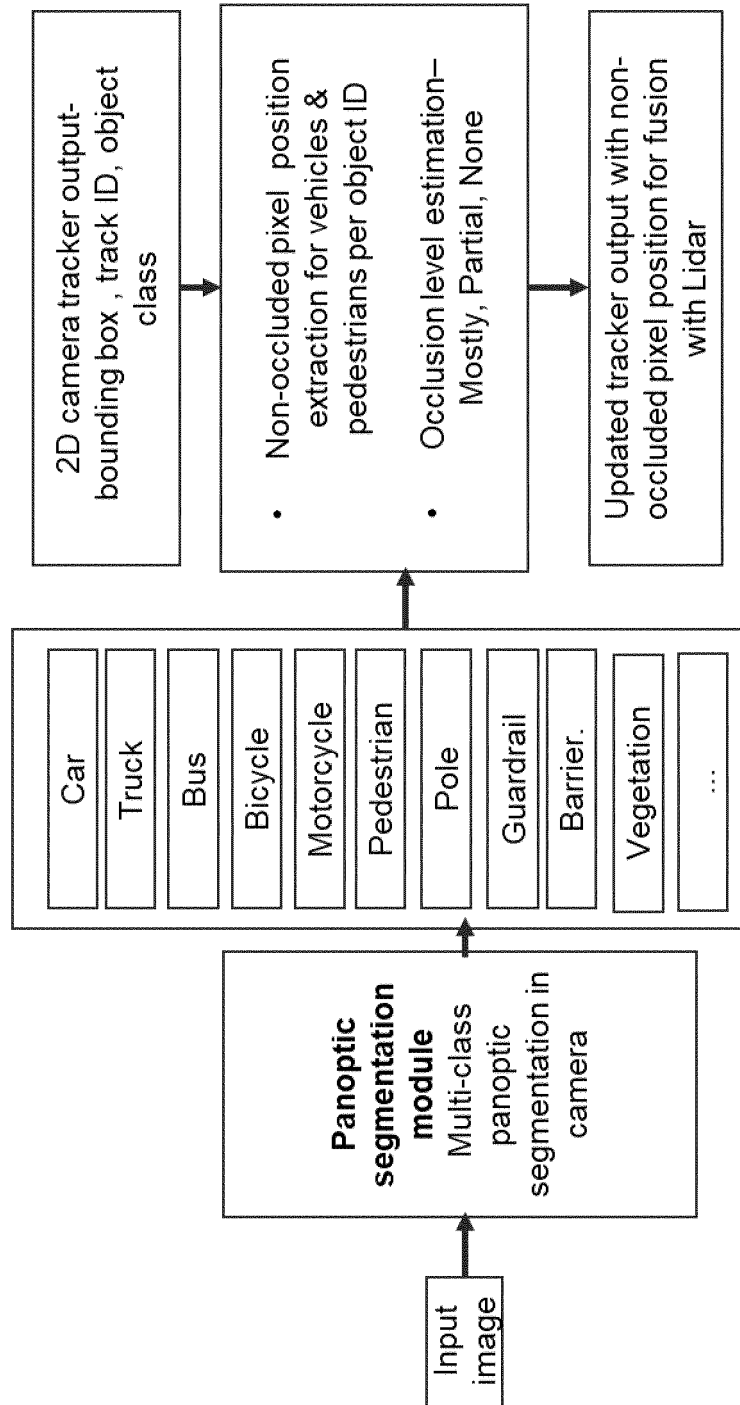 Input
image
Panoptic
segmentation
module
Multi-class
panoptic
segmentation in
camera
Car
Truck
Bus
Bicycle
Motorcycle
Pedestrian
Pole
Guardrail
Barrier.
Vegetation
...
2D camera tracker output-
bounding box , track ID, object
class
• Non-occluded pixel position
extraction for vehicles &
pedestrians per object ID
• Occlusion level estimation–
Mostly, Partial, None
Updated tracker output with non-
occluded pixel position for fusion
with Lidar